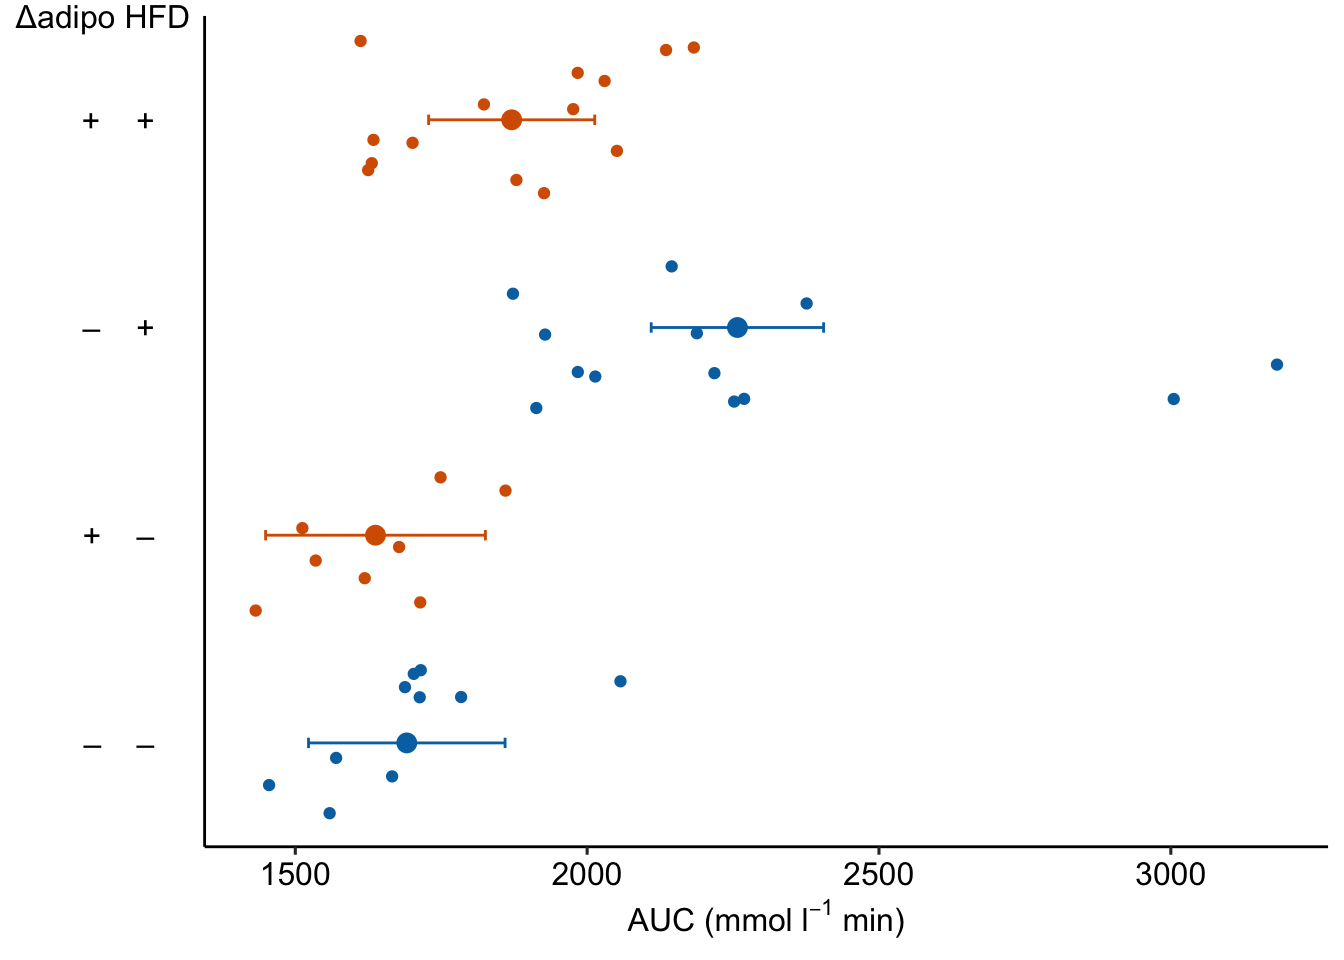 Δadipo HFD
+ +
– +
+ –
– –
1500 2000 2500 3000
AUC (mmol l⁻¹ min)